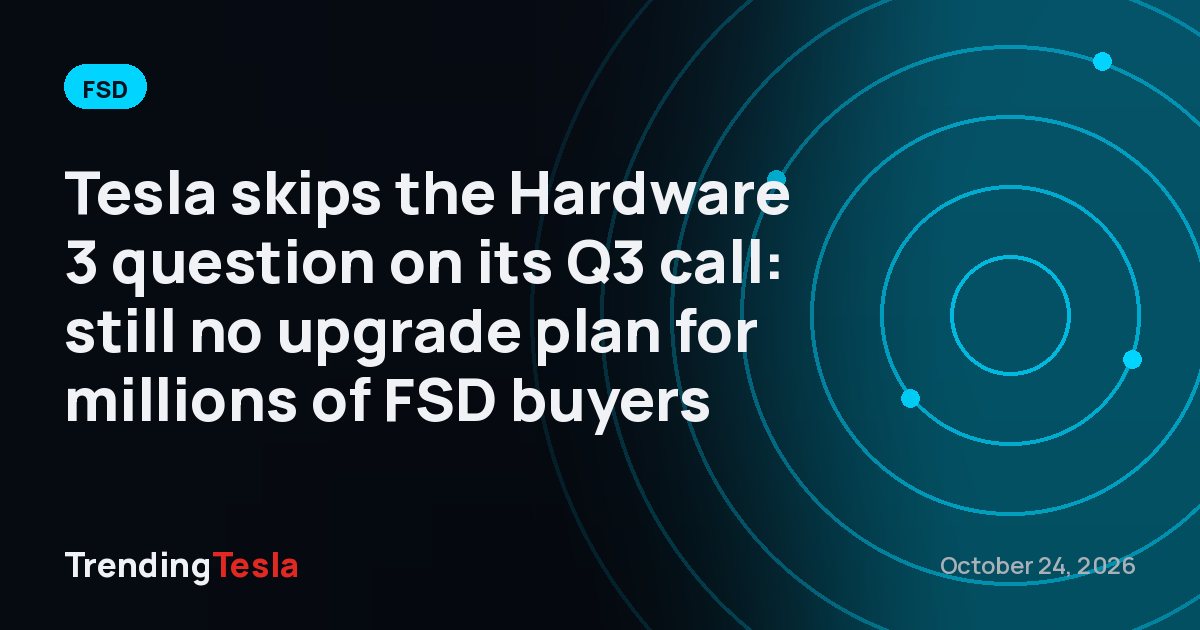 FSD
Tesla skips the Hardware
3 question on its Q3 call:
still no upgrade plan for
millions of FSD buyers
TrendingTesla
October 24, 2026